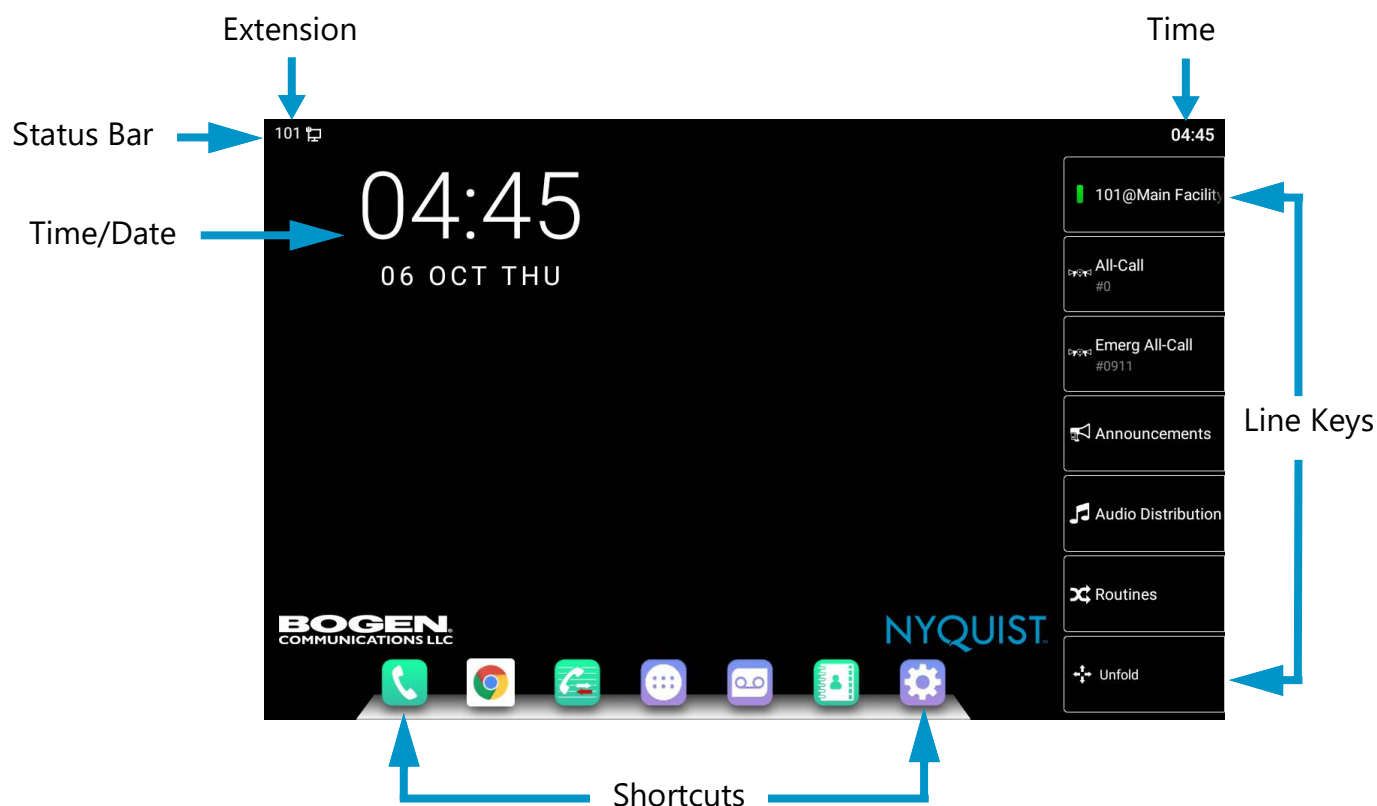 Extension
Time
Status Bar
101
04:45
04:45
Time/Date
06 OCT THU
101@Main Facility
All-Call
#0
Emerg All-Call
#0911
Announcements
Line Keys
Audio Distribution
Routines
BOGEN
COMMUNICATIONS LLC
NYQUIST
Unfold
Shortcuts